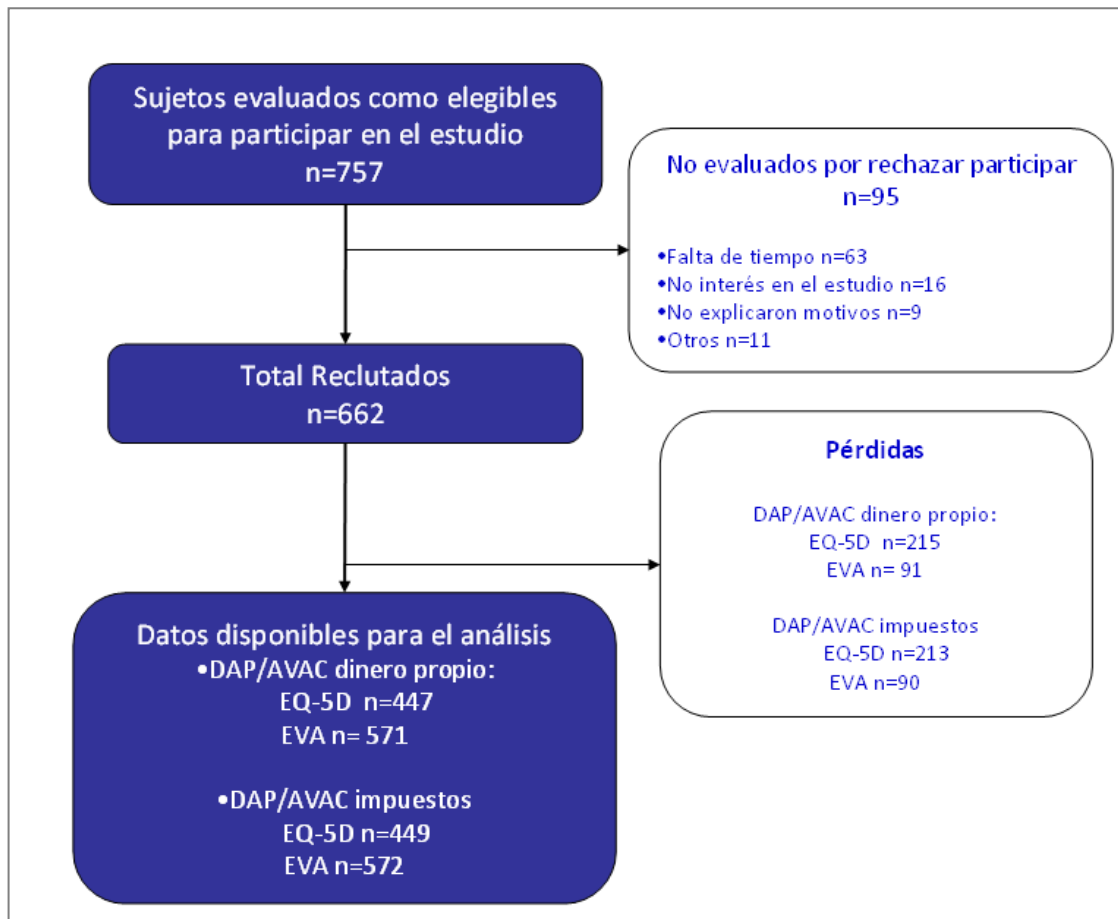 Sujetos evaluados como elegibles
para participar en el estudio
n=757
No evaluados por rechazar participar
n=95
•Falta de tiempo n=63
•No interés en el estudio n=16
•No explicaron motivos n=9
•Otros n=11
Total Reclutados
n=662
Pérdidas
DAP/AVAC dinero propio:
EQ-5D n=215
EVA n= 91
DAP/AVAC impuestos
EQ-5D n=213
EVA n=90
Datos disponibles para el análisis
•DAP/AVAC dinero propio:
EQ-5D n=447
EVA n= 571
•DAP/AVAC impuestos
EQ-5D n=449
EVA n=572